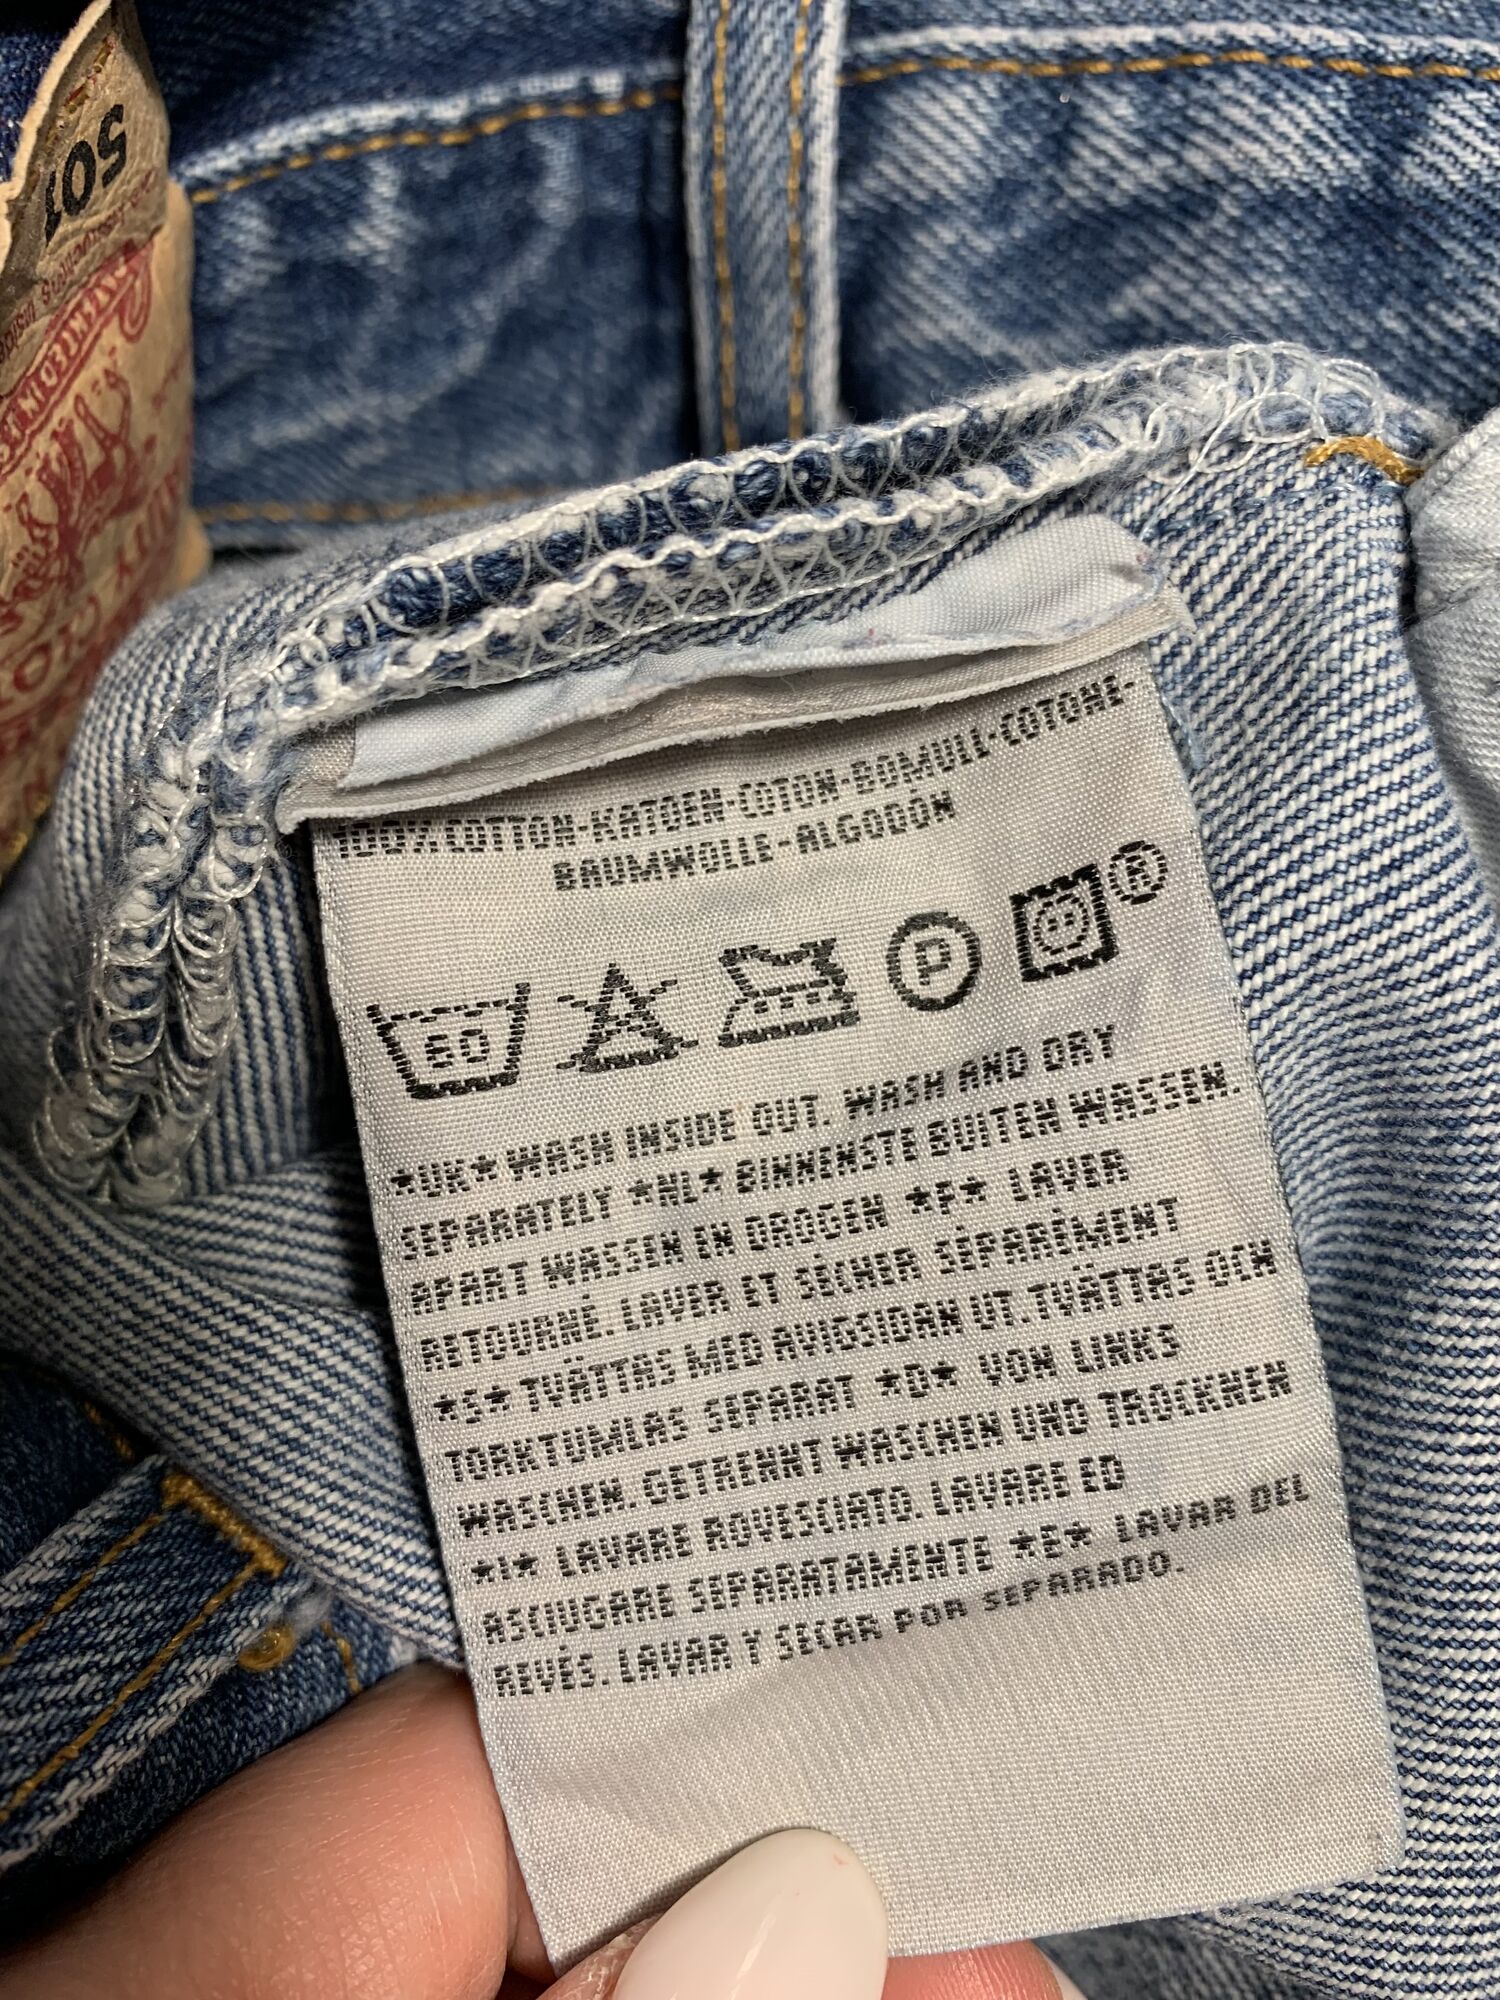 501
100% COTTON-KATOEN-COTON-BOMULL-COTONE-
BAUMWOLLE-ALGODÓN
80 P ®
*UK* WASH INSIDE OUT. WASH AND DRY
SEPARATELY *NL* BINNENSTE BUITEN WASSEN.
APART WASSEN EN DROGEN *F* LAVER
RETOURNÉ. LAVER ET SÉCHER SÉPARÉMENT
*S* TVÄTTAS MED AVIGSIDAN UT. TVÄTTAS OCH
TORKTUMLAS SEPARAT *D* VON LINKS
WASCHEN. GETRENNT WASCHEN UND TROCKNEN
*I* LAVARE ROVESCIATO. LAVARE ED
ASCIUGARE SEPARATAMENTE *E* LAVAR DEL
REVÉS. LAVAR Y SECAR POR SEPARADO.